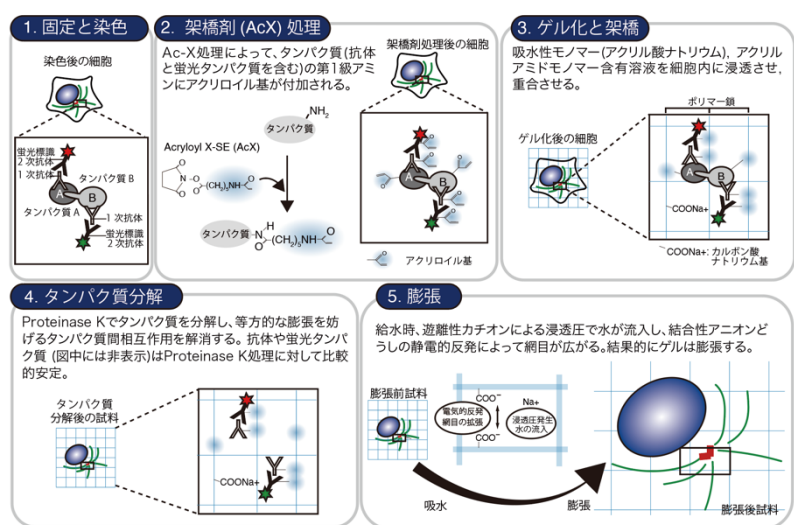 1. 固定と染色
染色後の細胞
蛍光標識
2 次抗体
1 次抗体
タンパク質 B
A
B
タンパク質 A
1 次抗体
蛍光標識
2 次抗体
2. 架橋剤 (AcX) 処理
Ac-X処理によって、タンパク質(抗体
と蛍光タンパク質を含む)の第1級アミ
ンにアクリロイル基が付加される。
架橋剤処理後の細胞
NH2
タンパク質
Acryloyl X-SE (AcX)
O
N-O
O
(CH2)5NH
O
O
タンパク質
H
N
O
(CH2)5NH
O
A
B
アクリロイル基
3. ゲル化と架橋
吸水性モノマー(アクリル酸ナトリウム), アクリル
アミドモノマー含有溶液を細胞内に浸透させ,
重合させる。
ポリマー鎖
ゲル化後の細胞
A
B
COONa+
COONa+: カルボン酸
ナトリウム基
4. タンパク質分解
Proteinase Kでタンパク質を分解し、等方的な膨張を妨
げるタンパク質間相互作用を解消する。抗体や蛍光タンパ
ク質 (図中には非表示)はProteinase K処理に対して比較
的安定。
タンパク質
分解後の試料
COONa+
5. 膨張
給水時、遊離性カチオンによる浸透圧で水が流入し、結合性アニオンど
うしの静電的反発によって網目が広がる。結果的にゲルは膨張する。
膨張前試料
COO⁻
電気的反発
網目の拡張
COO⁻
Na+
浸透圧発生
水の流入
吸水
膨張
膨張後試料